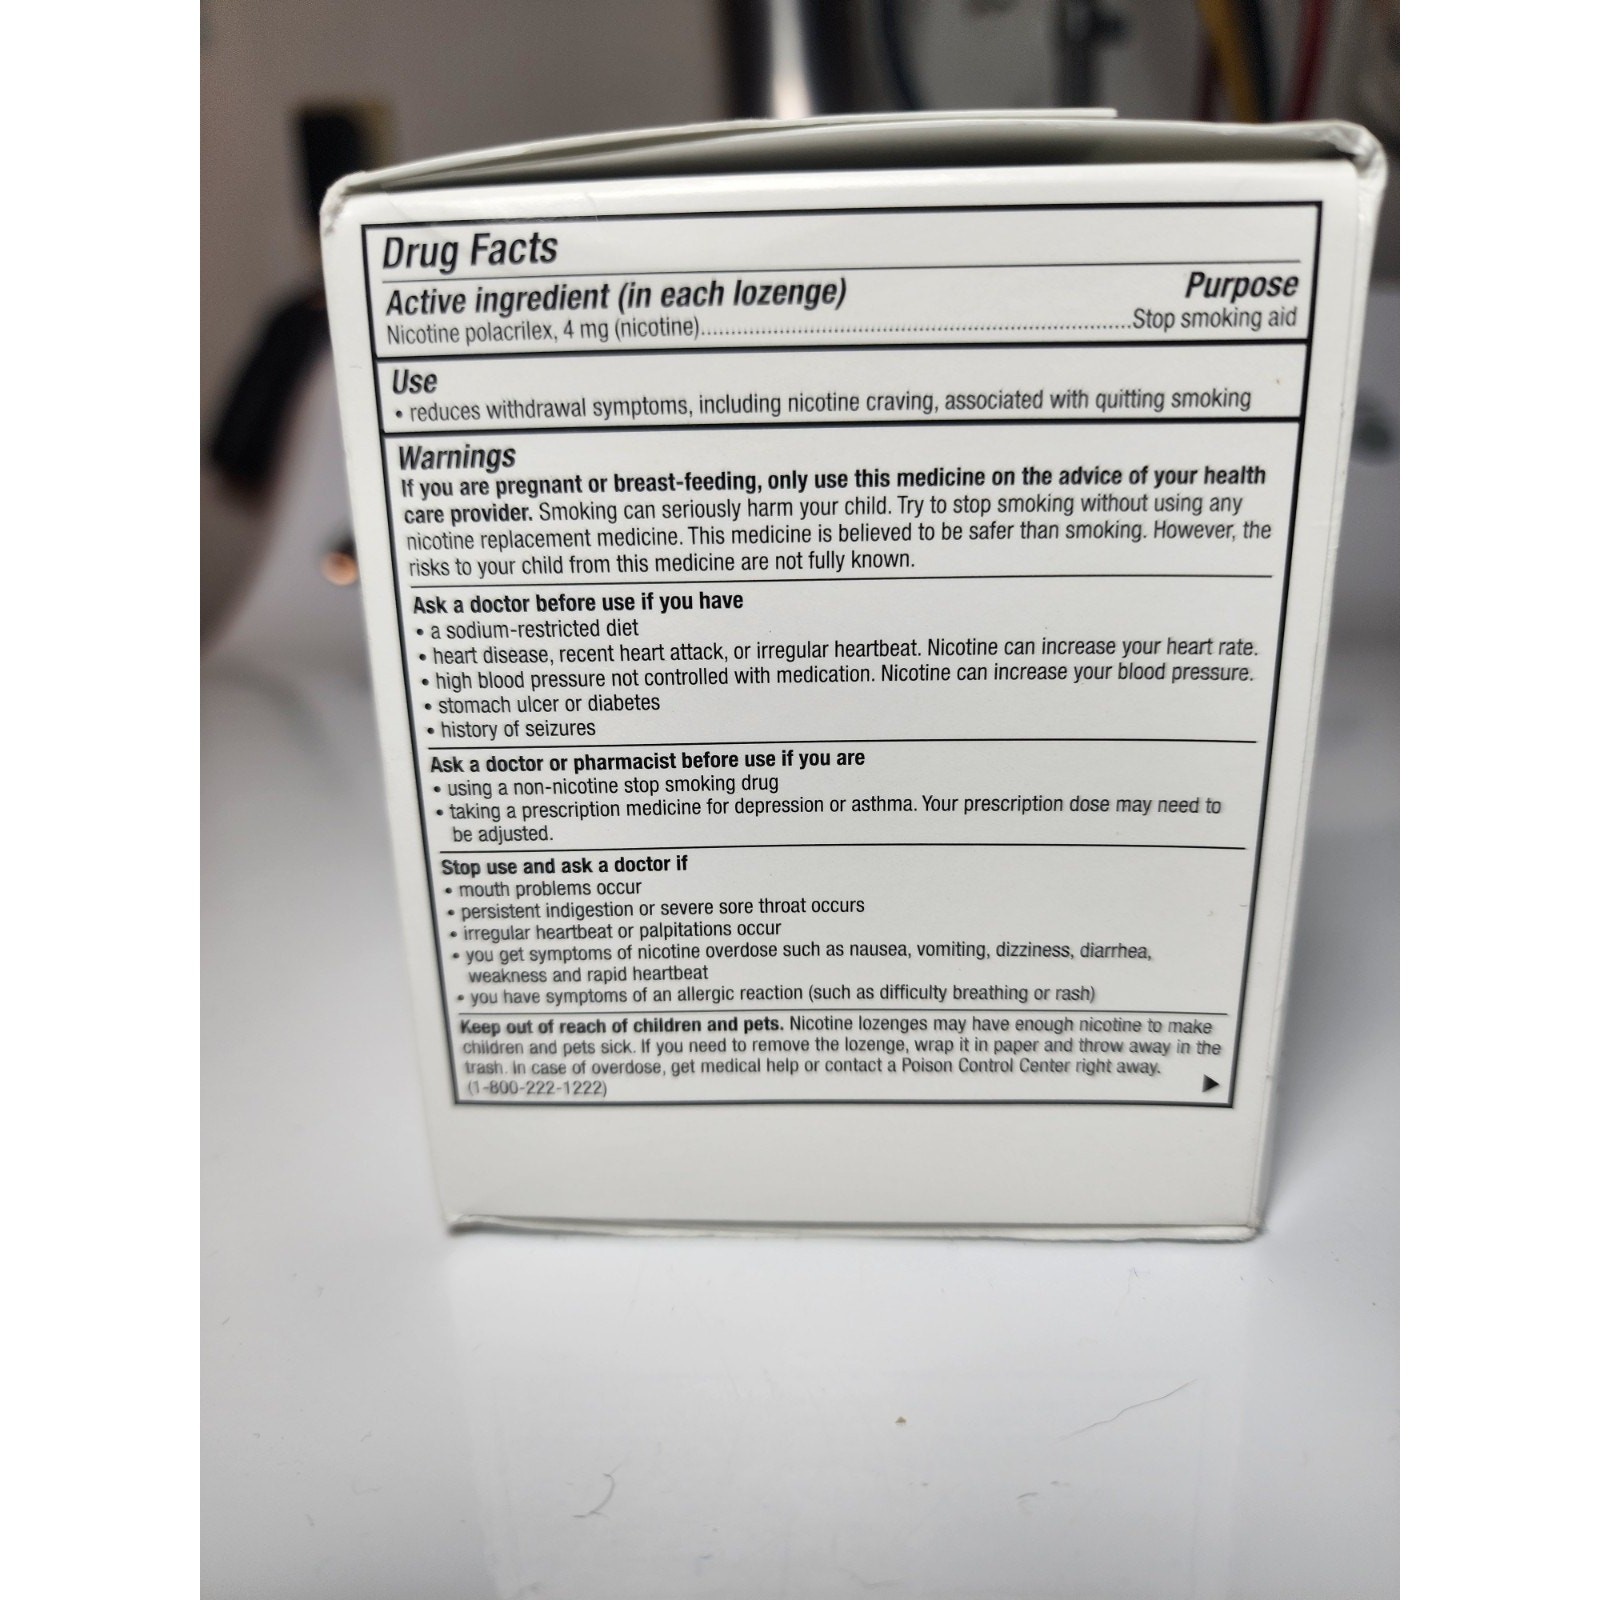 Drug Facts
Active ingredient (in each lozenge) Purpose
Nicotine polacrilex, 4 mg (nicotine)....................................................................................Stop smoking aid
Use
• reduces withdrawal symptoms, including nicotine craving, associated with quitting smoking
Warnings
If you are pregnant or breast-feeding, only use this medicine on the advice of your health
care provider. Smoking can seriously harm your child. Try to stop smoking without using any
nicotine replacement medicine. This medicine is believed to be safer than smoking. However, the
risks to your child from this medicine are not fully known.
Ask a doctor before use if you have
• a sodium-restricted diet
• heart disease, recent heart attack, or irregular heartbeat. Nicotine can increase your heart rate.
• high blood pressure not controlled with medication. Nicotine can increase your blood pressure.
• stomach ulcer or diabetes
• history of seizures
Ask a doctor or pharmacist before use if you are
• using a non-nicotine stop smoking drug
• taking a prescription medicine for depression or asthma. Your prescription dose may need to
be adjusted.
Stop use and ask a doctor if
• mouth problems occur
• persistent indigestion or severe sore throat occurs
• irregular heartbeat or palpitations occur
• you get symptoms of nicotine overdose such as nausea, vomiting, dizziness, diarrhea,
weakness and rapid heartbeat
• you have symptoms of an allergic reaction (such as difficulty breathing or rash)
Keep out of reach of children and pets. Nicotine lozenges may have enough nicotine to make
children and pets sick. If you need to remove the lozenge, wrap it in paper and throw away in the
trash. In case of overdose, get medical help or contact a Poison Control Center right away.
(1-800-222-1222)